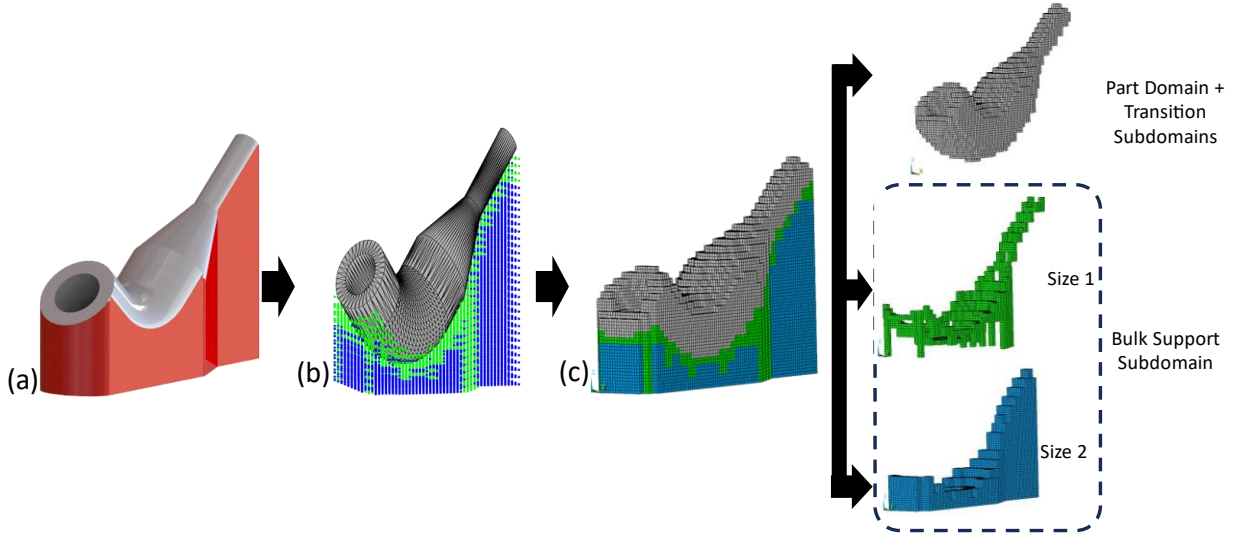 (a)
(b)
(c)
Part Domain +
Transition
Subdomains
Size 1
Bulk Support
Subdomain
Size 2